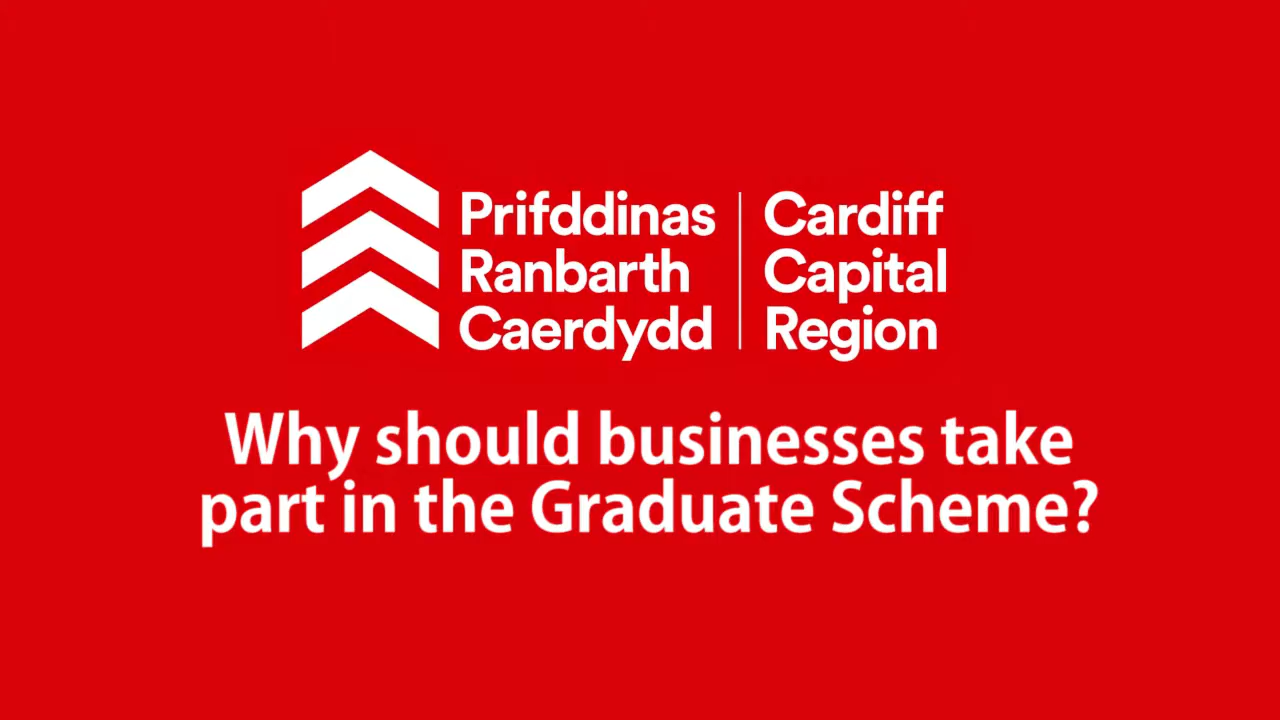 Prifddinas
Ranbarth
Caerdydd
Cardiff
Capital
Region
Why should businesses take
part in the Graduate Scheme?